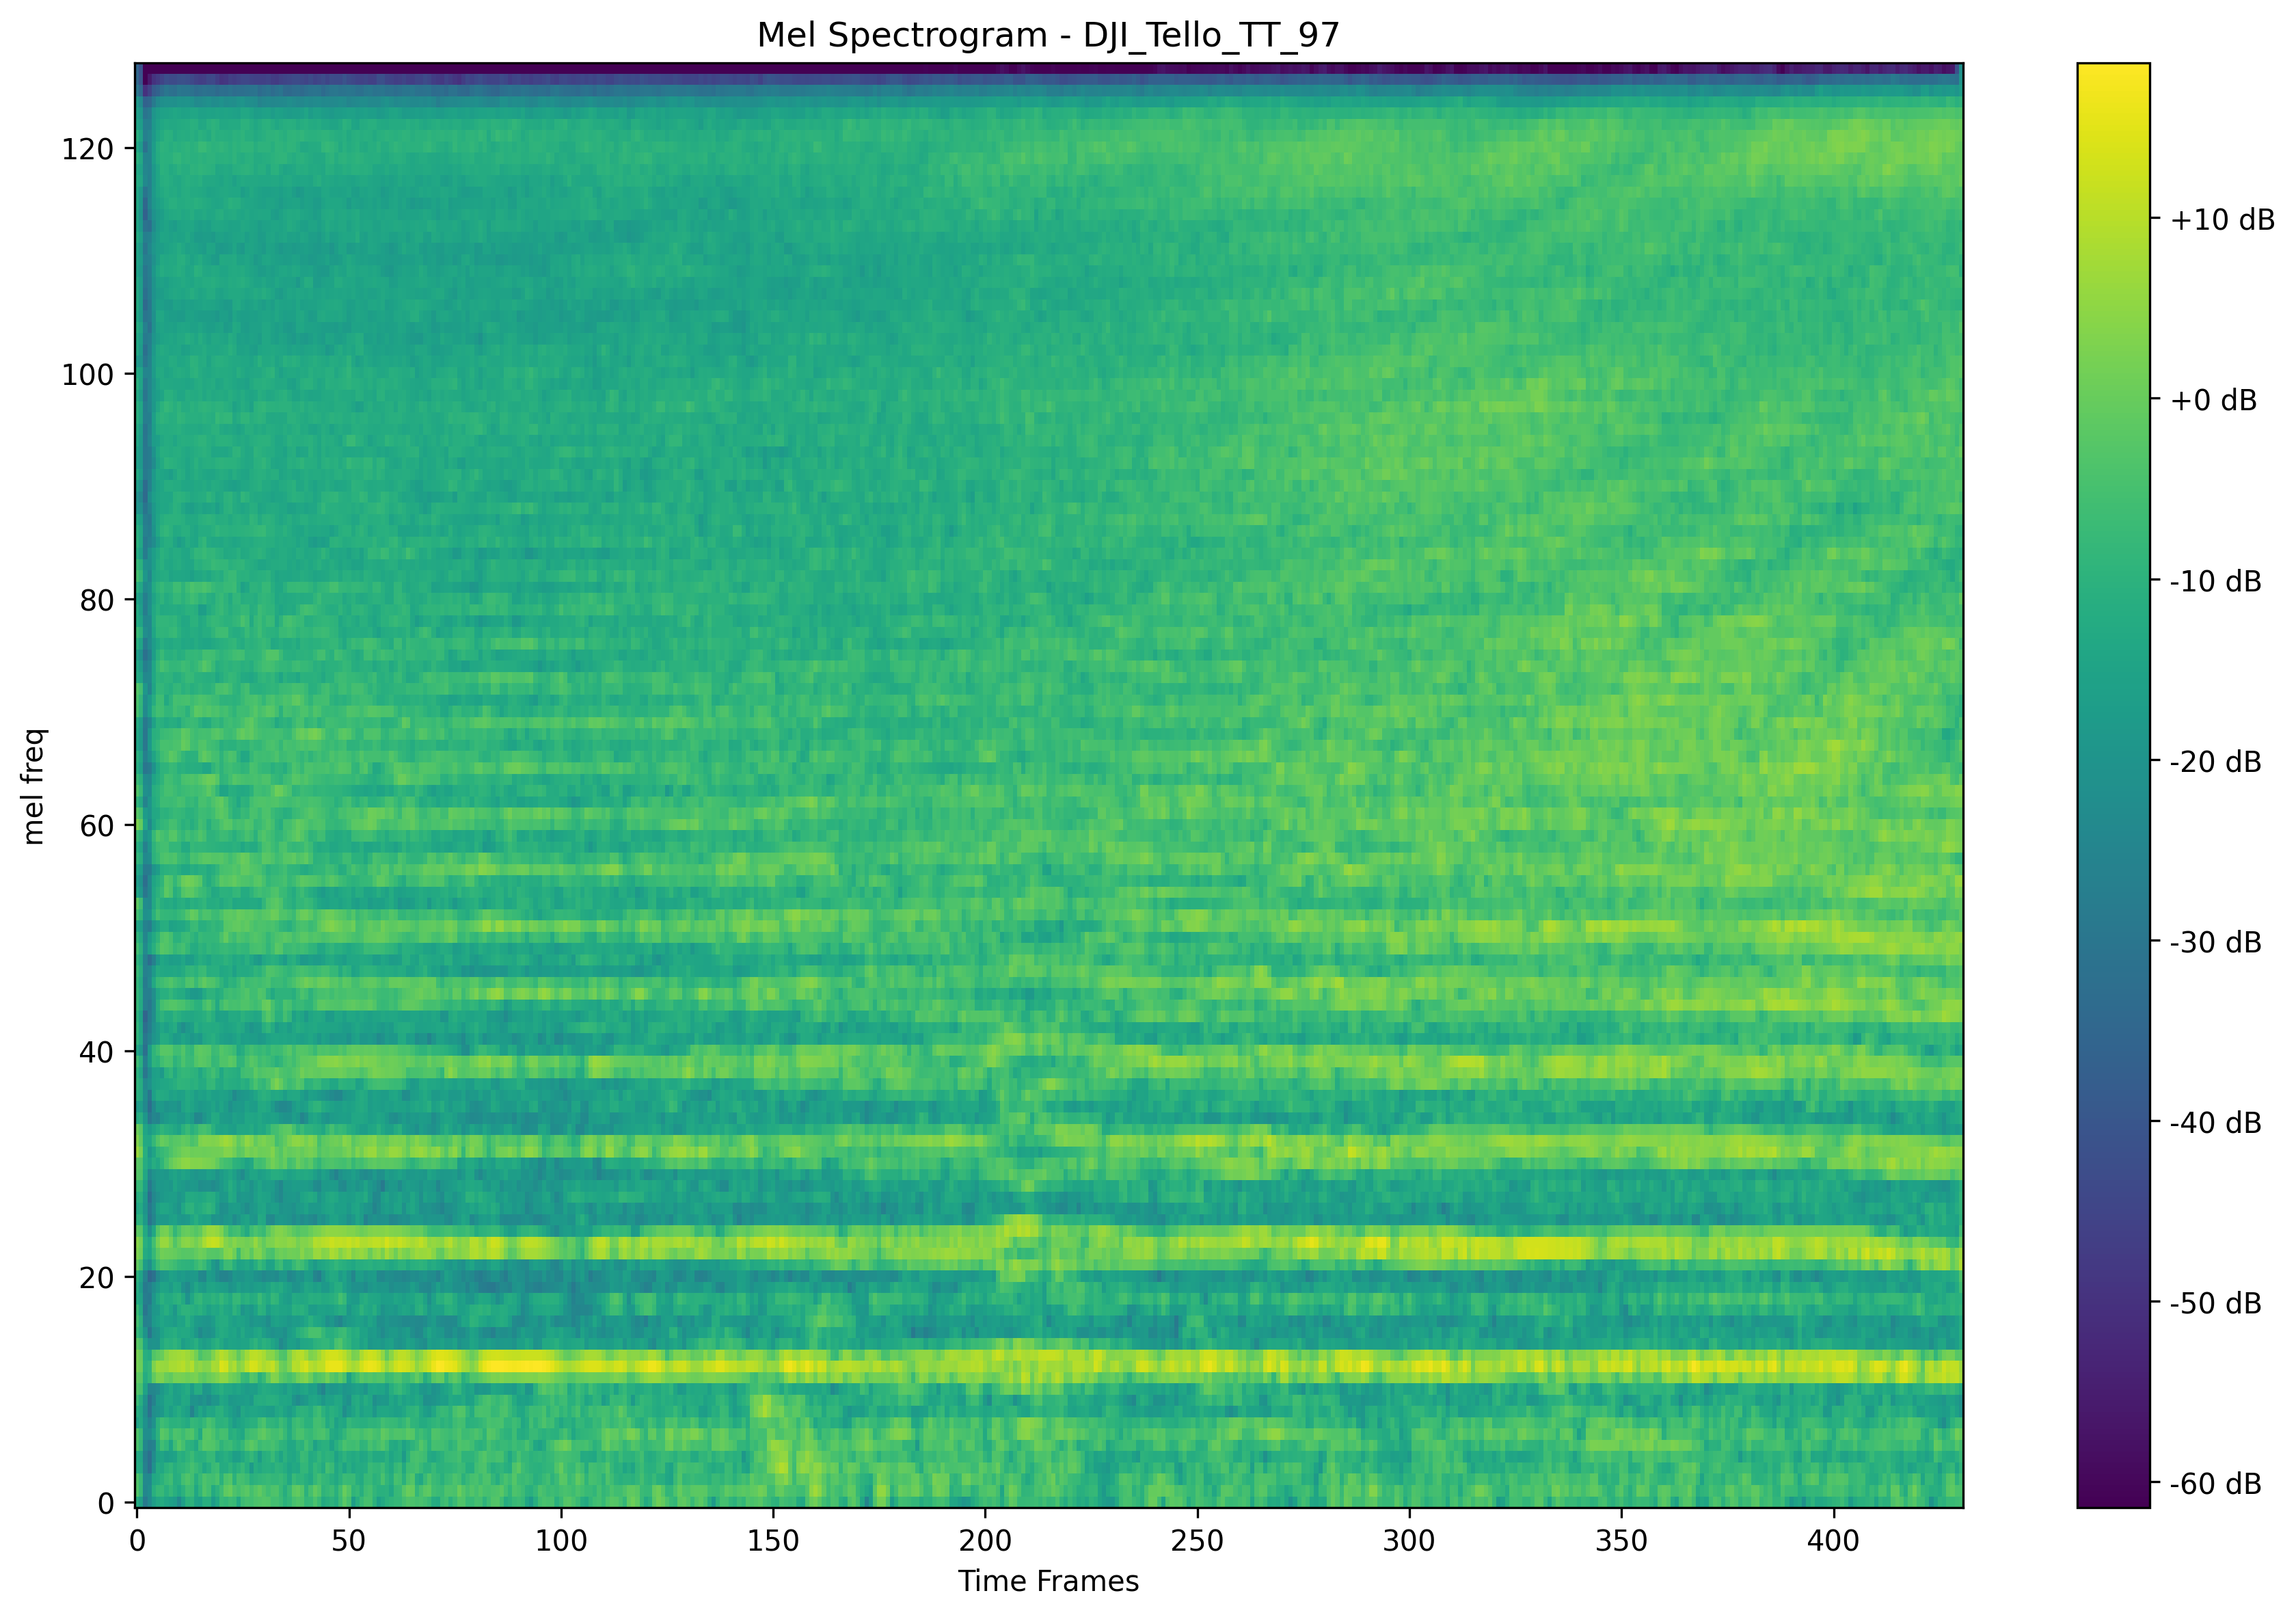 Mel Spectrogram - DJI_Tello_TT_97
mel freq
120
100
80
60
40
20
0
0 50 100 150 200 250 300 350 400
Time Frames
+10 dB
+0 dB
-10 dB
-20 dB
-30 dB
-40 dB
-50 dB
-60 dB